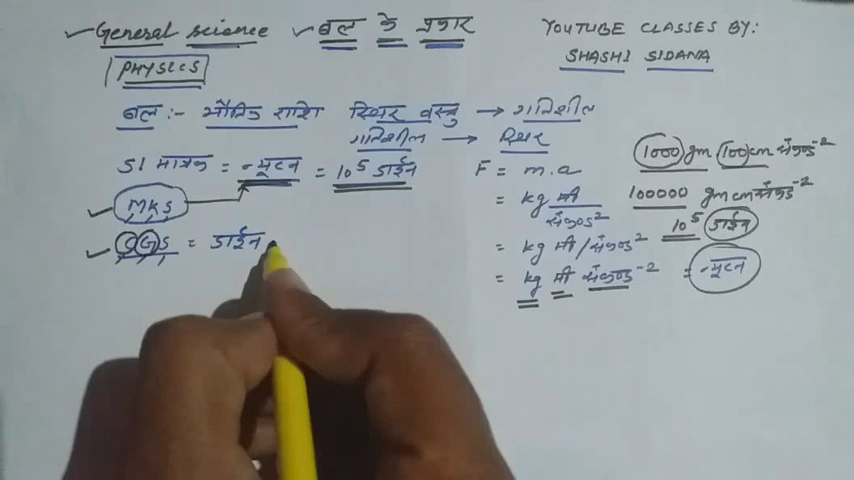 General science बल के प्रकार YOUTUBE CLASSES BY:
PHYSICS SHASHI SIDANA
बल :- भौतिक राशि स्थिर वस्तु → गतिशील
गतिशील → स्थिर
SI मात्रक = न्यूटन = 10⁵ डाईन F = m.a 1000 gm 100 cm सेकण्ड⁻²
MKS = kg मी / सेकण्ड² 100000 gm cm सेकण्ड⁻²
CGS = डाईन = kg मी/सेकण्ड² 10⁵ डाईन
= kg मी सेकण्ड⁻² = न्यूटन